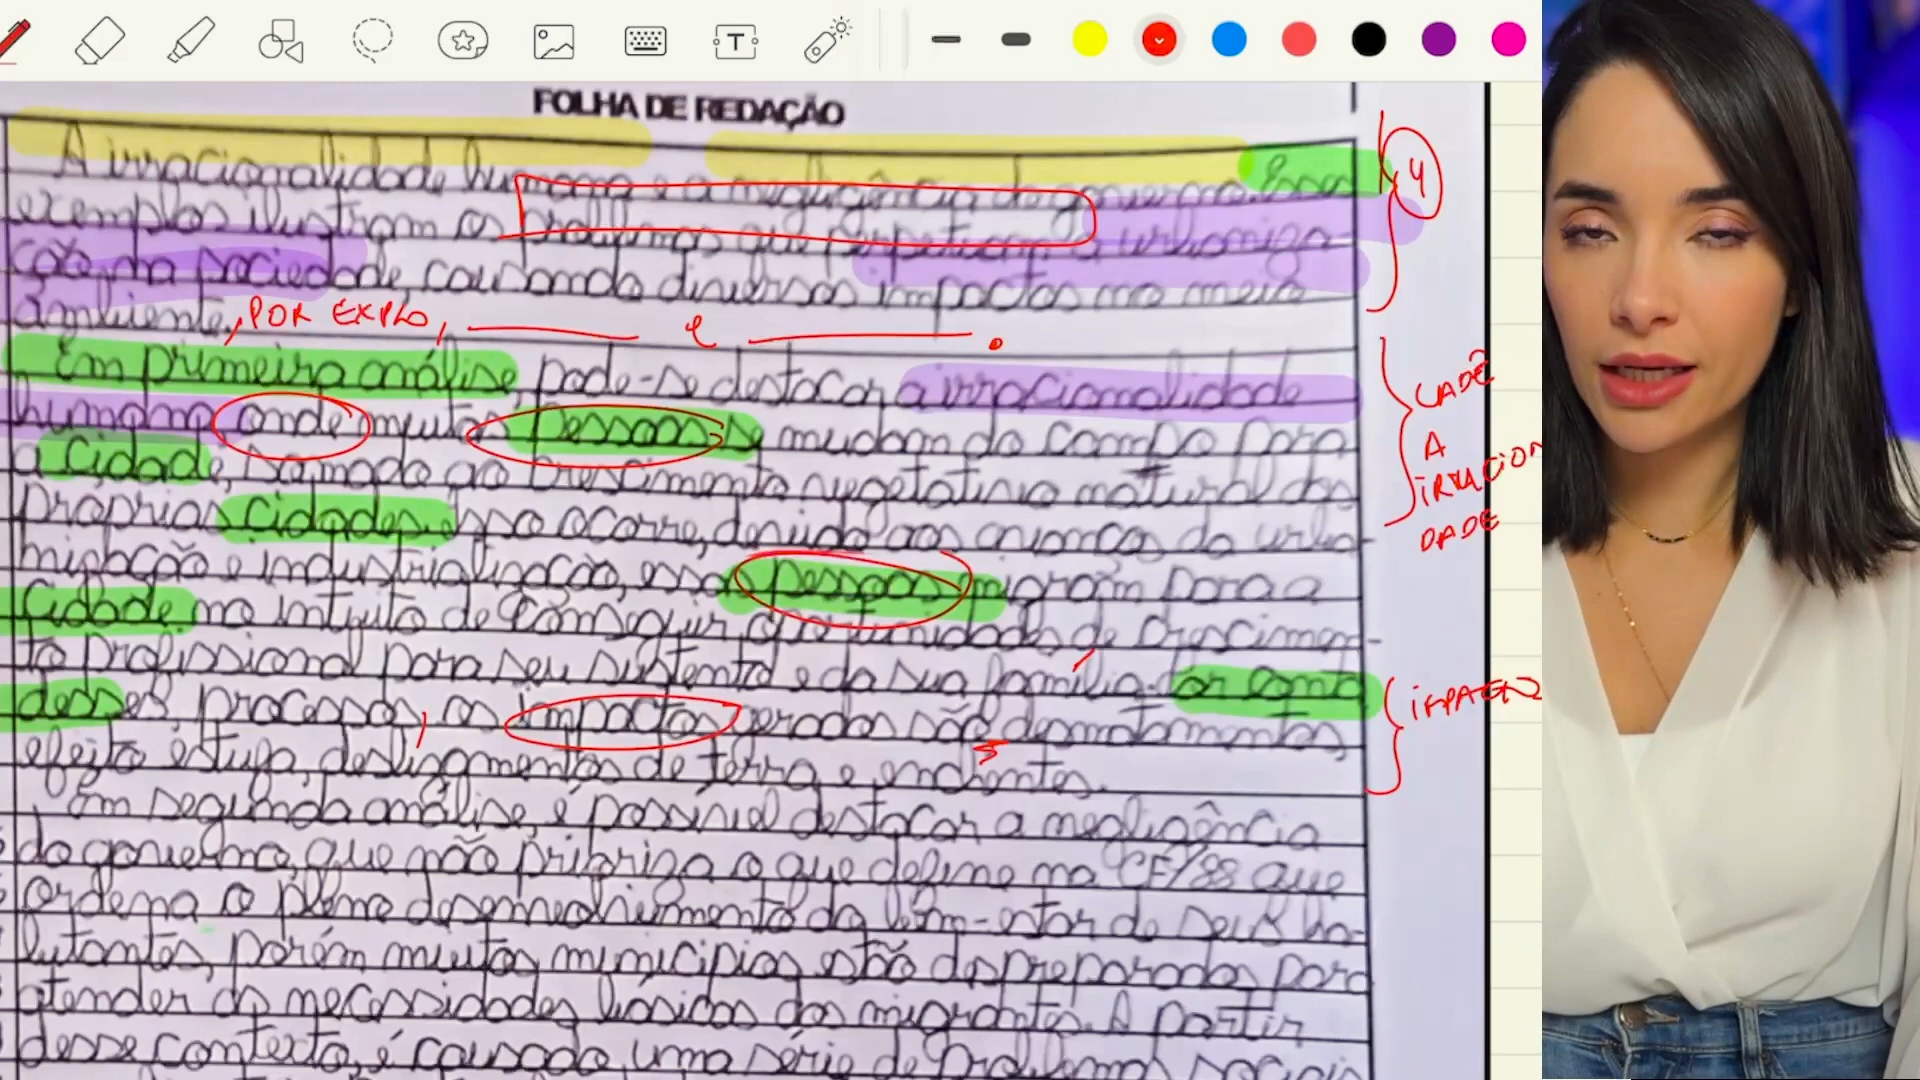 T
FOLHA DE REDAÇÃO
A irracionalidade humana e a negligência do governo. Esses
4
exemplos ilustram os problemas que perpetuam a urbaniza-
ção na sociedade, causando diversos impactos no meio
ambiente , POR EXPLO, e .
Em primeira análise, pode-se destacar a irracionalidade
CADÊ
humana onde muitas pessoas se mudam do campo para
A
a cidade, somado ao crescimento vegetativo natural das
IRRACION
próprias cidades. isso ocorre, devido aos avanços da urba-
DADE
nização e industrialização, essas pessoas migram para a
cidade no intuito de conseguir oportunidades de crescimen-
to profissional para seu sustento e da sua família. Por conta
desses processos, os impactos gerados são desmatamentos,
efeito estufa, deslizamentos de terra e enchentes.
Em segunda análise, é possível destacar a negligência
do governo, que não prioriza o que define na CF/88 que
ordena o pleno desenvolvimento do bem-estar de seus ha-
bitantes, porém muitos municípios estão despreparados para
atender as necessidades básicas dos migrantes. A partir
desse contexto, é causado uma série de problemas sociais